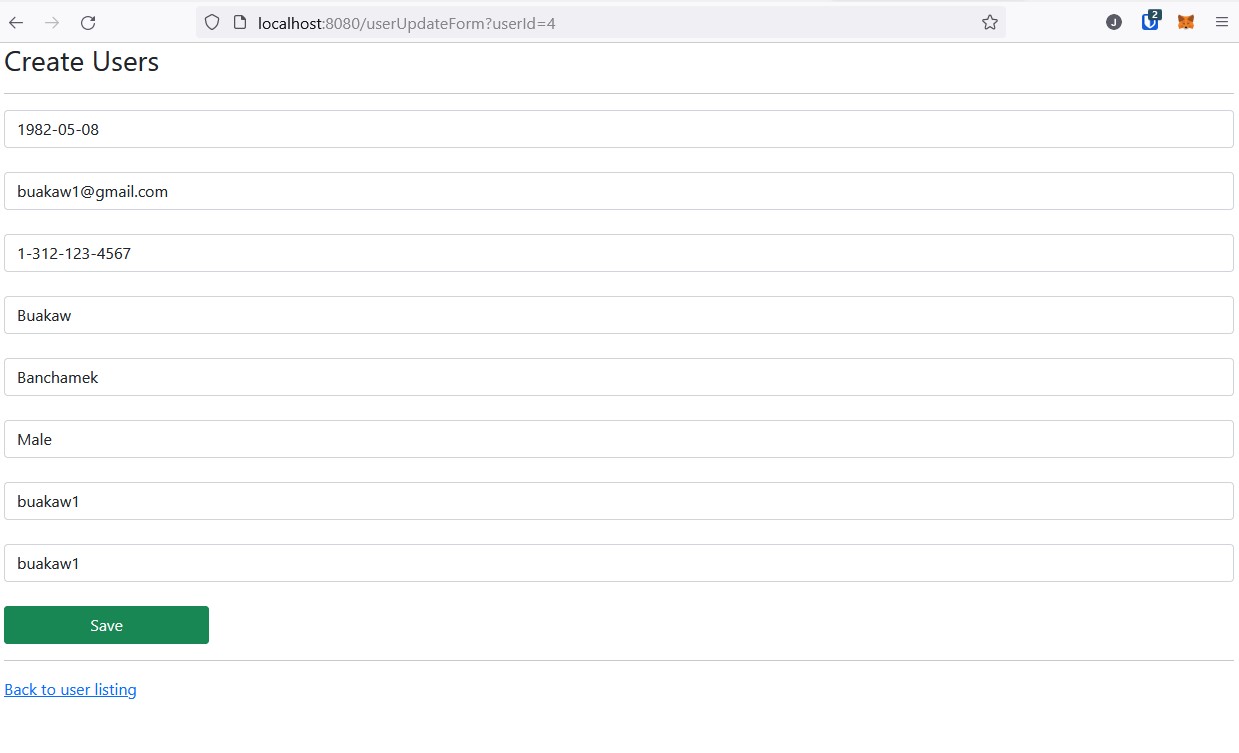 localhost:8080/userUpdateForm?userId=4
J
2
Create Users
1982-05-08
buakaw1@gmail.com
1-312-123-4567
Buakaw
Banchamek
Male
buakaw1
buakaw1
Save
Back to user listing